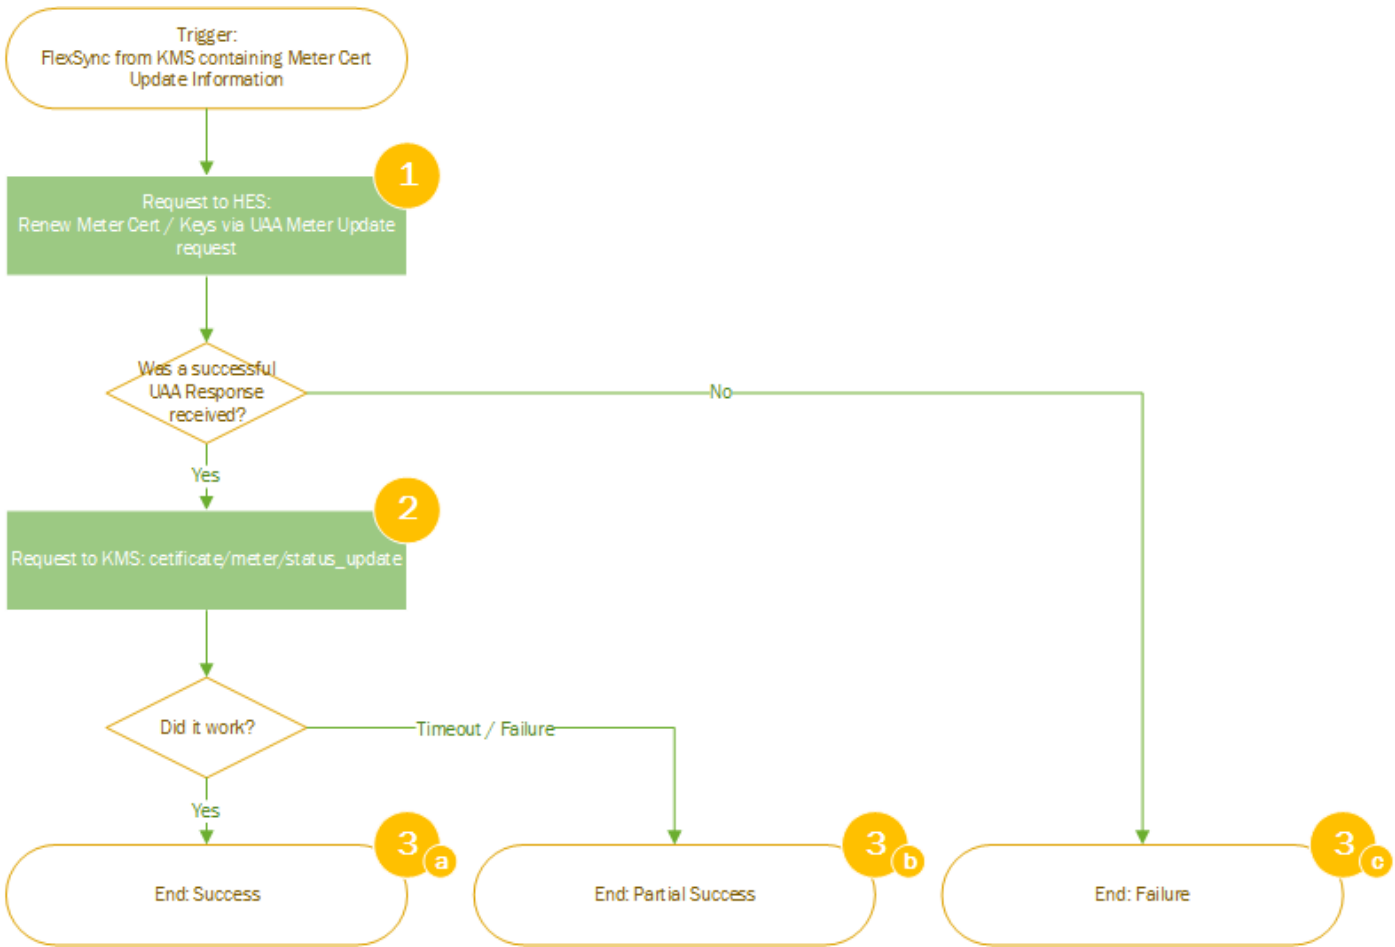 Trigger:
FlexSync from KMS containing Meter Cert
Update Information
1
Request to HES:
Renew Meter Cert / Keys via UAA Meter Update
request
Was a successful
UAA Response
received?
No
Yes
2
Request to KMS: cetificate/meter/status_update
Did it work?
Timeout / Failure
Yes
3
a
End: Success
3
b
End: Partial Success
3
c
End: Failure